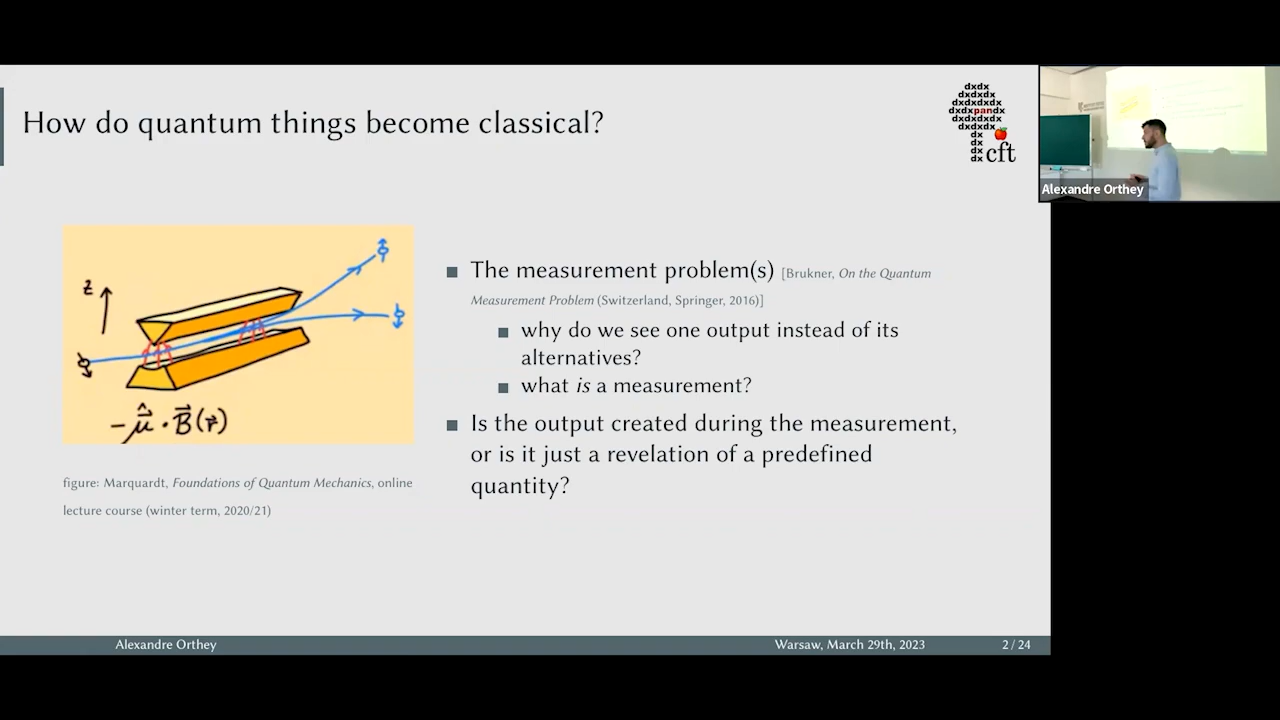 How do quantum things become classical?
dxdx
dxdxdx
dxdxdxdx
dxdxpandx
dxdxdxdx
dxdxdx
dx
dx
dx
dx
cft
Alexandre Orthey
z
-μ̂⃗ · B⃗(r⃗)
figure: Marquardt, Foundations of Quantum Mechanics, online
lecture course (winter term, 2020/21)
The measurement problem(s) [Brukner, On the Quantum
Measurement Problem (Switzerland, Springer, 2016)]
why do we see one output instead of its
alternatives?
what is a measurement?
Is the output created during the measurement,
or is it just a revelation of a predefined
quantity?
Alexandre Orthey
Warsaw, March 29th, 2023
2 / 24